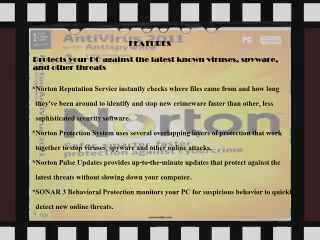 AntiVirus 2011
FEATURES
with Antispyware
Protects your PC against the latest known viruses, spyware,
and other threats
*Norton Reputation Service instantly checks where files came from and how long
they've been around to identify and stop new crimeware faster than other, less
sophisticated security software.
Norton
*Norton Protection System uses several overlapping layers of protection that work
together to stop viruses, spyware and other online attacks.
*Norton Pulse Updates provides up-to-the-minute updates that protect against the
latest threats without slowing down your computer.
*SONAR 3 Behavioral Protection monitors your PC for suspicious behavior to quickl
detect new online threats.